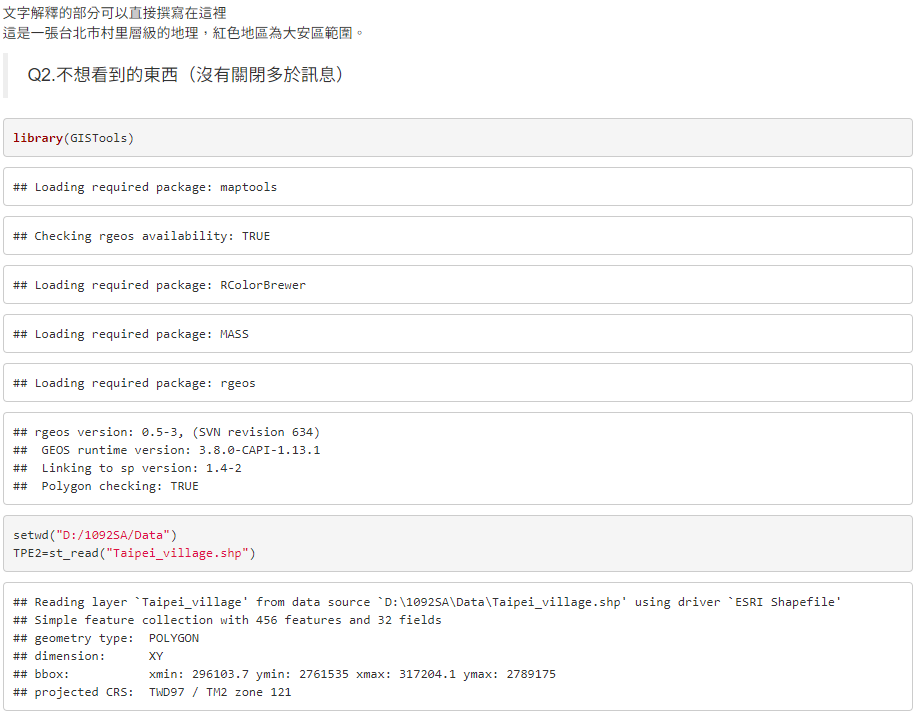 文字解釋的部分可以直接撰寫在這裡
這是一張台北市村里層級的地理，紅色地區為大安區範圍。
Q2.不想看到的東西（沒有關閉多於訊息）
library(GISTools)
## Loading required package: maptools
## Checking rgeos availability: TRUE
## Loading required package: RColorBrewer
## Loading required package: MASS
## Loading required package: rgeos
## rgeos version: 0.5-3, (SVN revision 634)
##  GEOS runtime version: 3.8.0-CAPI-1.13.1
##  Linking to sp version: 1.4-2
##  Polygon checking: TRUE
setwd("D:/1092SA/Data")
TPE2=st_read("Taipei_village.shp")
## Reading layer `Taipei_village' from data source `D:\1092SA\Data\Taipei_village.shp' using driver `ESRI Shapefile'
## Simple feature collection with 456 features and 32 fields
## geometry type:  POLYGON
## dimension:      XY
## bbox:           xmin: 296103.7 ymin: 2761535 xmax: 317204.1 ymax: 2789175
## projected CRS:  TWD97 / TM2 zone 121